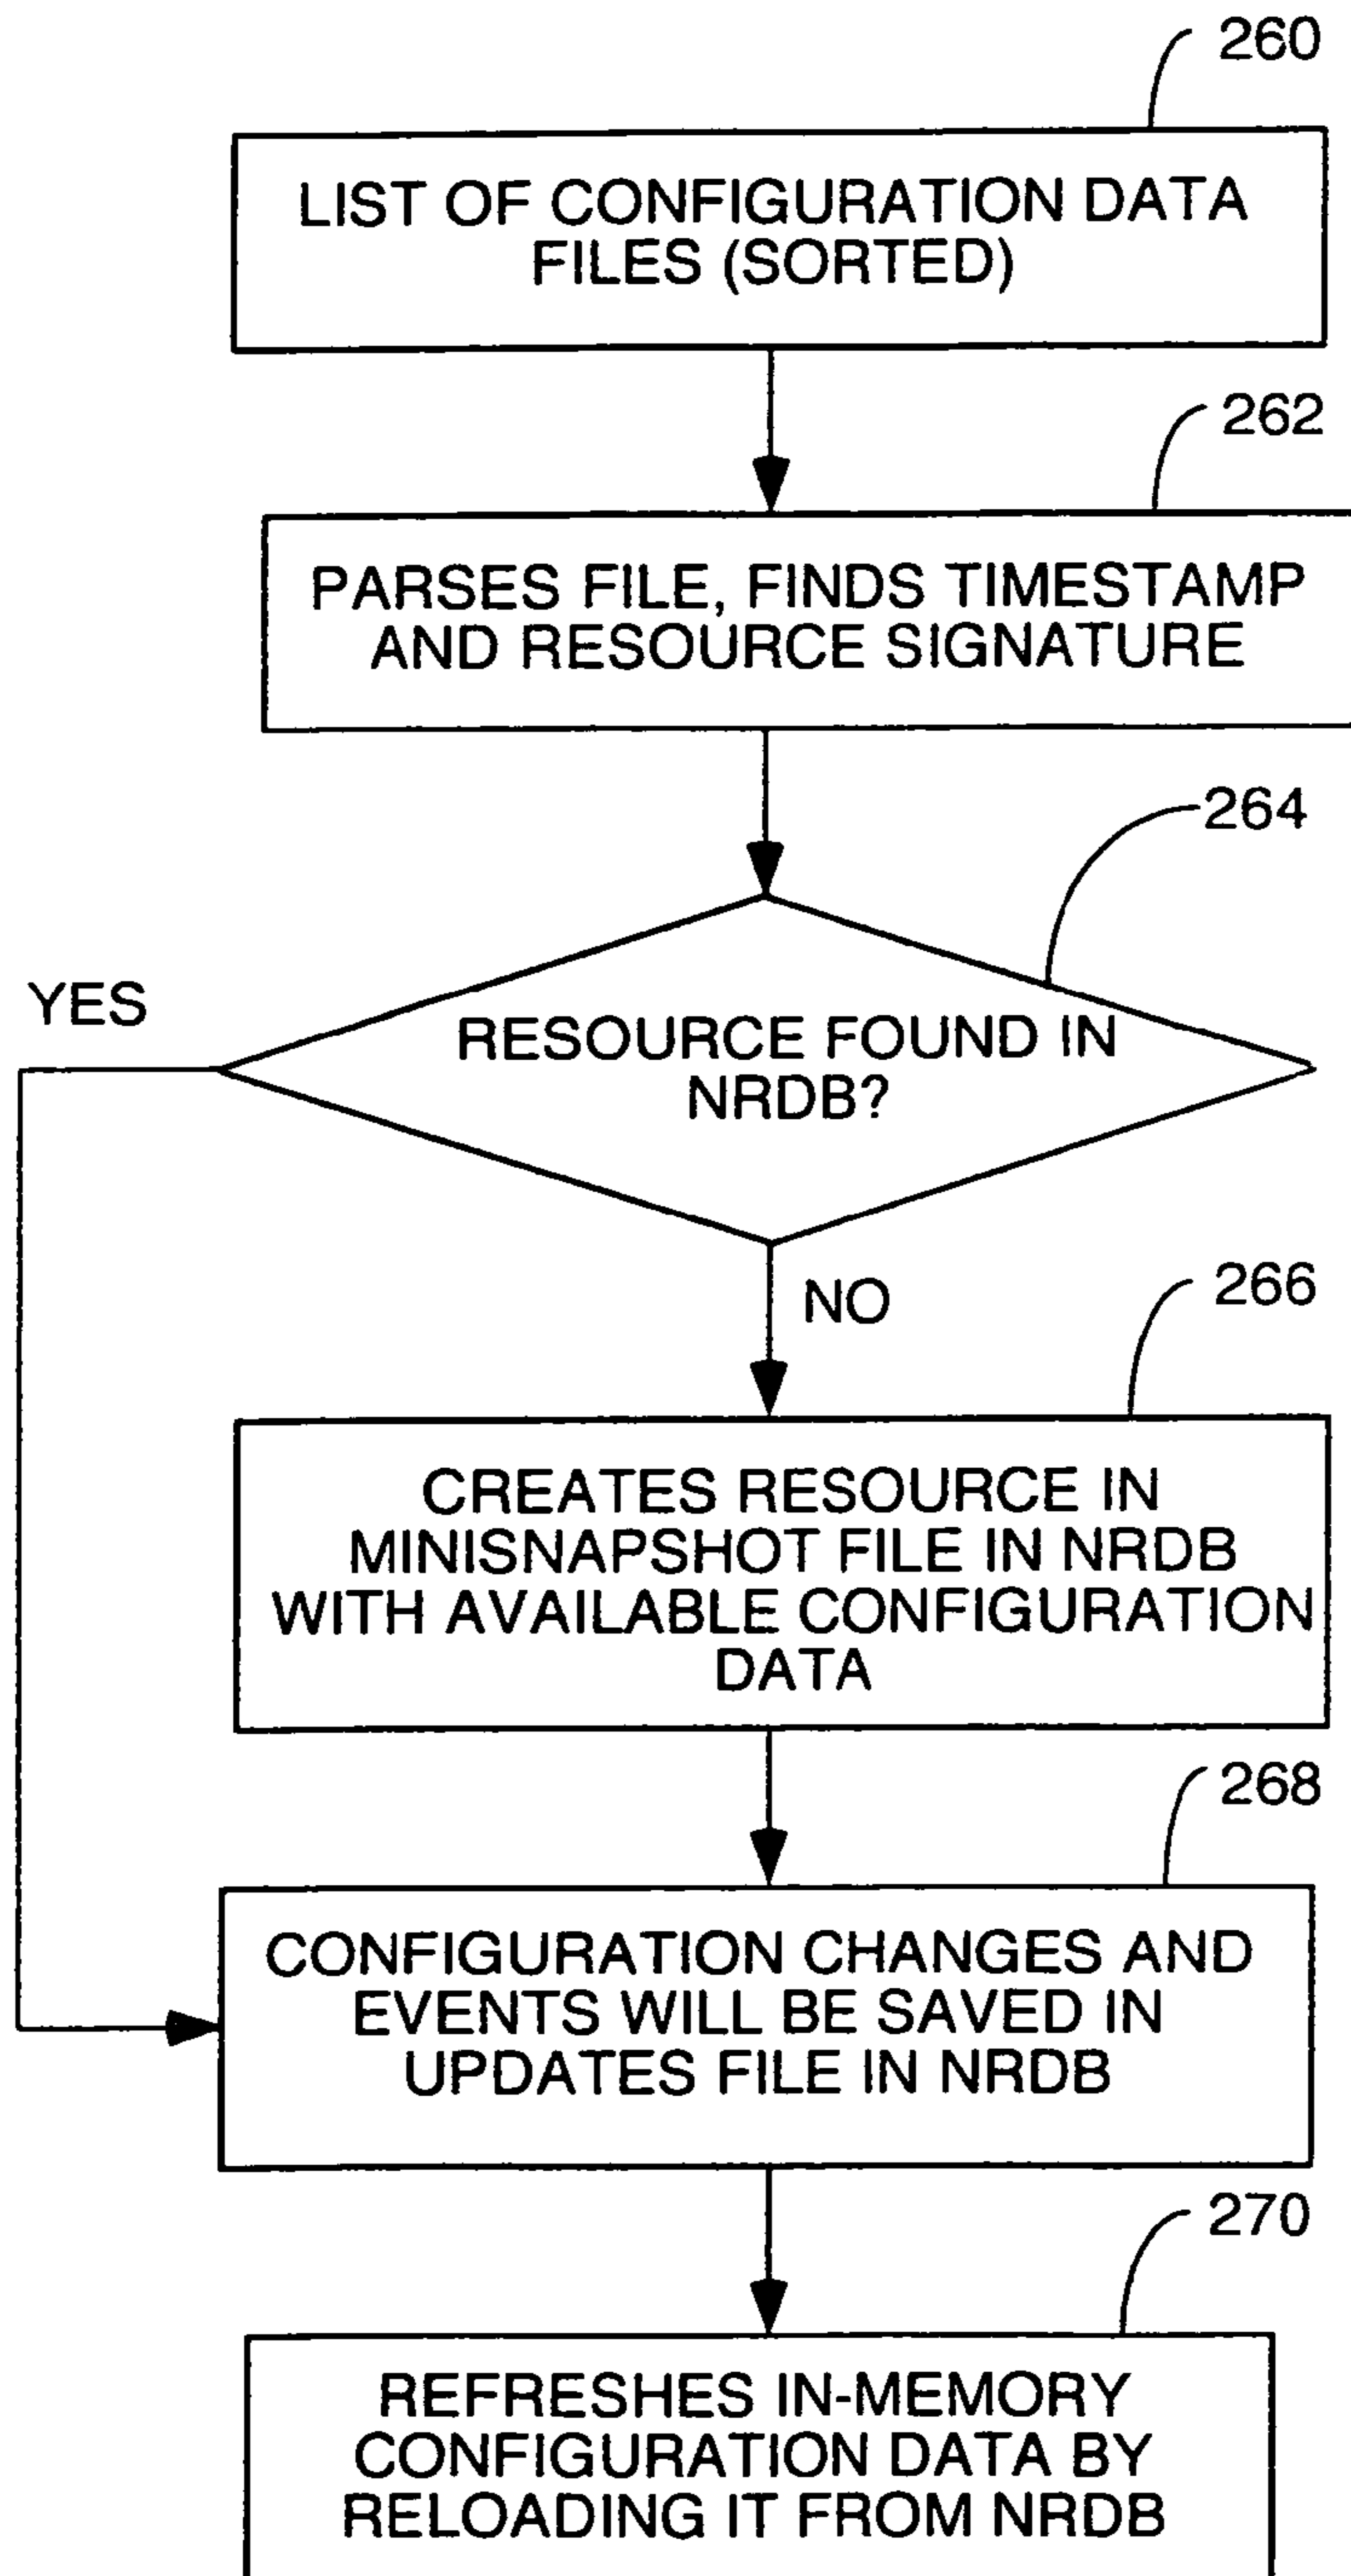 260
LIST OF CONFIGURATION DATA
FILES (SORTED)
262
PARSES FILE, FINDS TIMESTAMP
AND RESOURCE SIGNATURE
264
YES
RESOURCE FOUND IN
NRDB?
NO
266
CREATES RESOURCE IN
MINISNAPSHOT FILE IN NRDB
WITH AVAILABLE CONFIGURATION
DATA
268
CONFIGURATION CHANGES AND
EVENTS WILL BE SAVED IN
UPDATES FILE IN NRDB
270
REFRESHES IN-MEMORY
CONFIGURATION DATA BY
RELOADING IT FROM NRDB